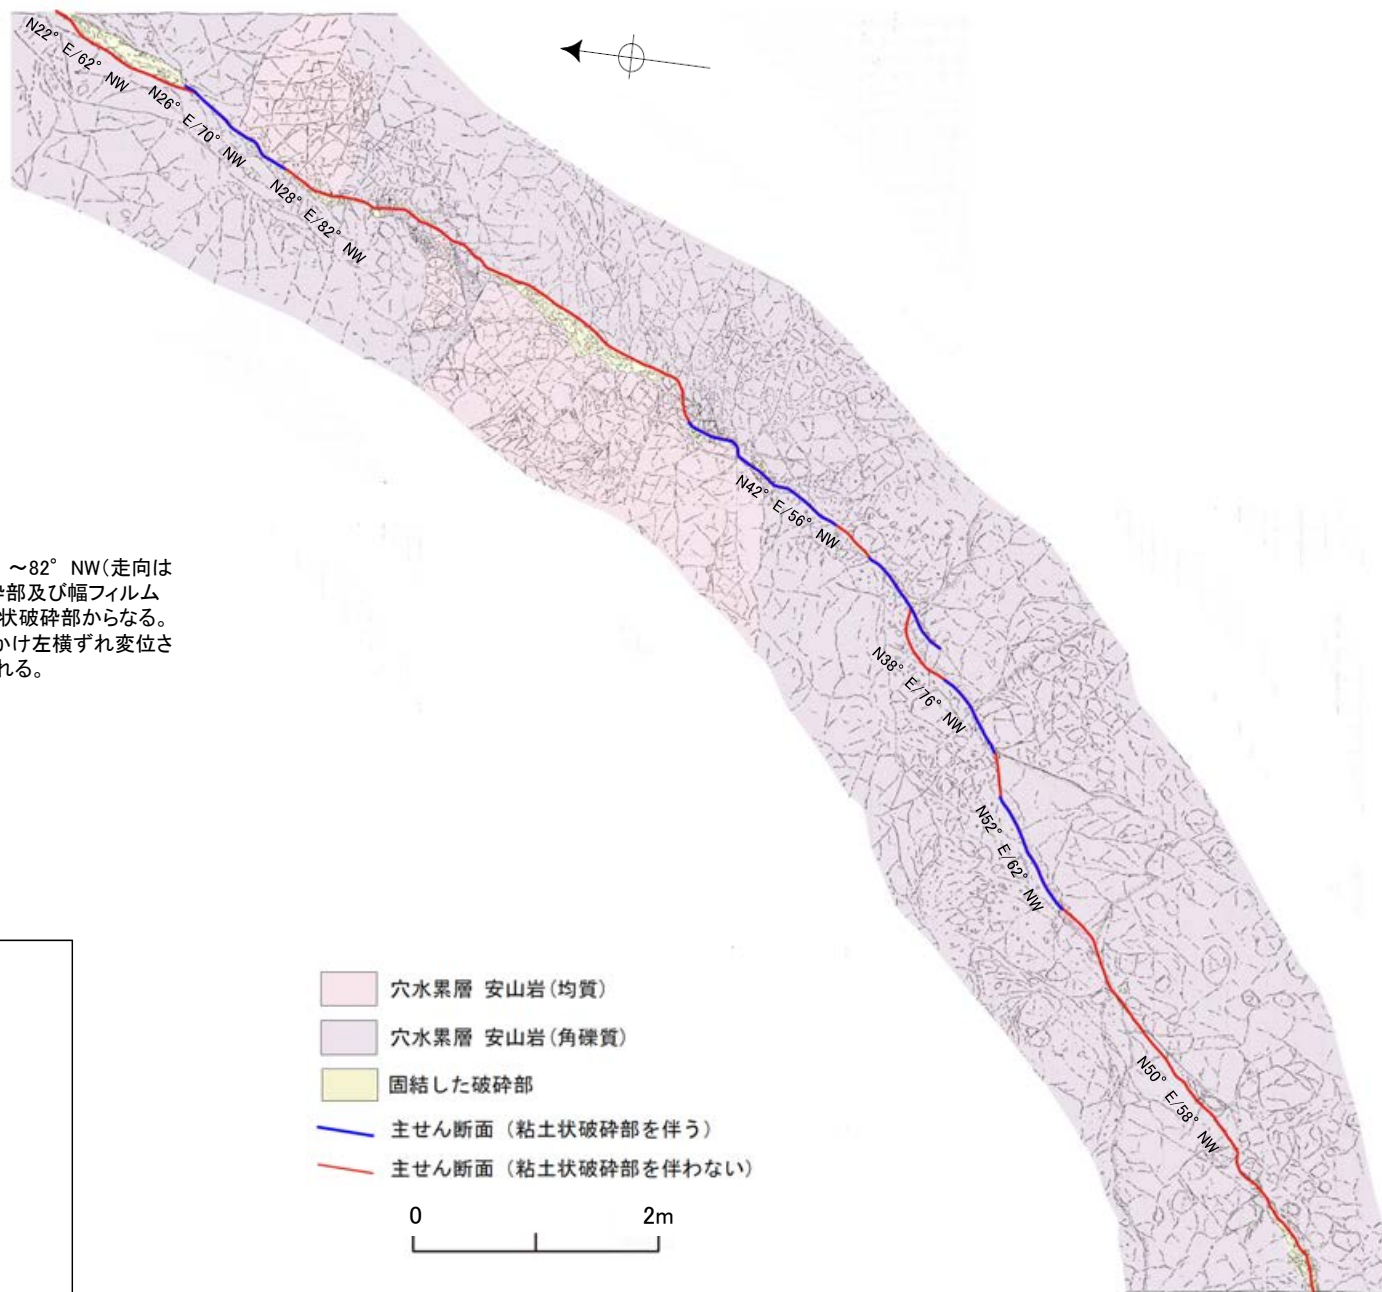 N22° E/62° NW
N26° E/70° NW
N28° E/82° NW
N42° E/56° NW
～82° NW(走向は
砕部及び幅フィルム
状破砕部からなる。
かけ左横ずれ変位さ
れる。
N38° E/76° NW
N52° E/62° NW
N50° E/58° NW
穴水累層 安山岩(均質)
穴水累層 安山岩(角礫質)
固結した破砕部
主せん断面（粘土状破砕部を伴う）
主せん断面（粘土状破砕部を伴わない）
0 2m